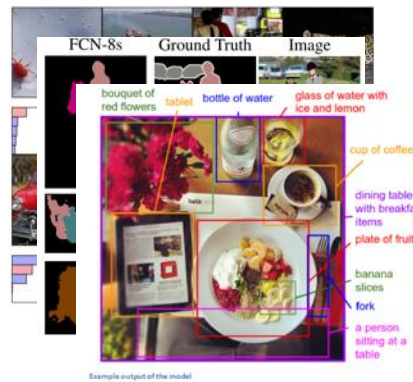 FCN-8s Ground Truth Image
bouquet of
red flowers
tablet
bottle of water
glass of water with
ice and lemon
cup of coffee
dining table
with breakfast
items
plate of fruit
banana
slices
fork
a person
sitting at a
table
Example output of the model